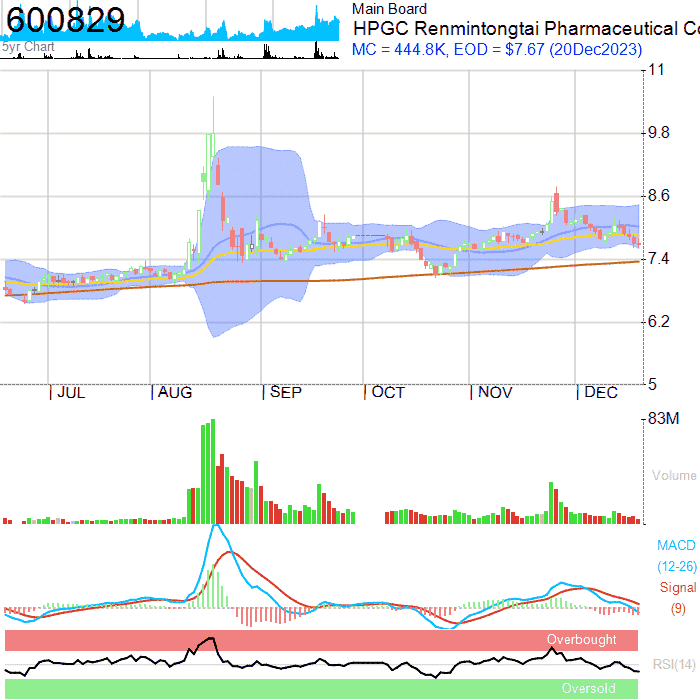 600829
5yr Chart
Main Board
HPGC Renmintongtai Pharmaceutical Co
MC = 444.8K, EOD = $7.67 (20Dec2023)
11
9.8
8.6
7.4
6.2
5
JUL
AUG
SEP
OCT
NOV
DEC
83M
Volume
MACD
(12-26)
Signal
(9)
Overbought
RSI(14)
Oversold